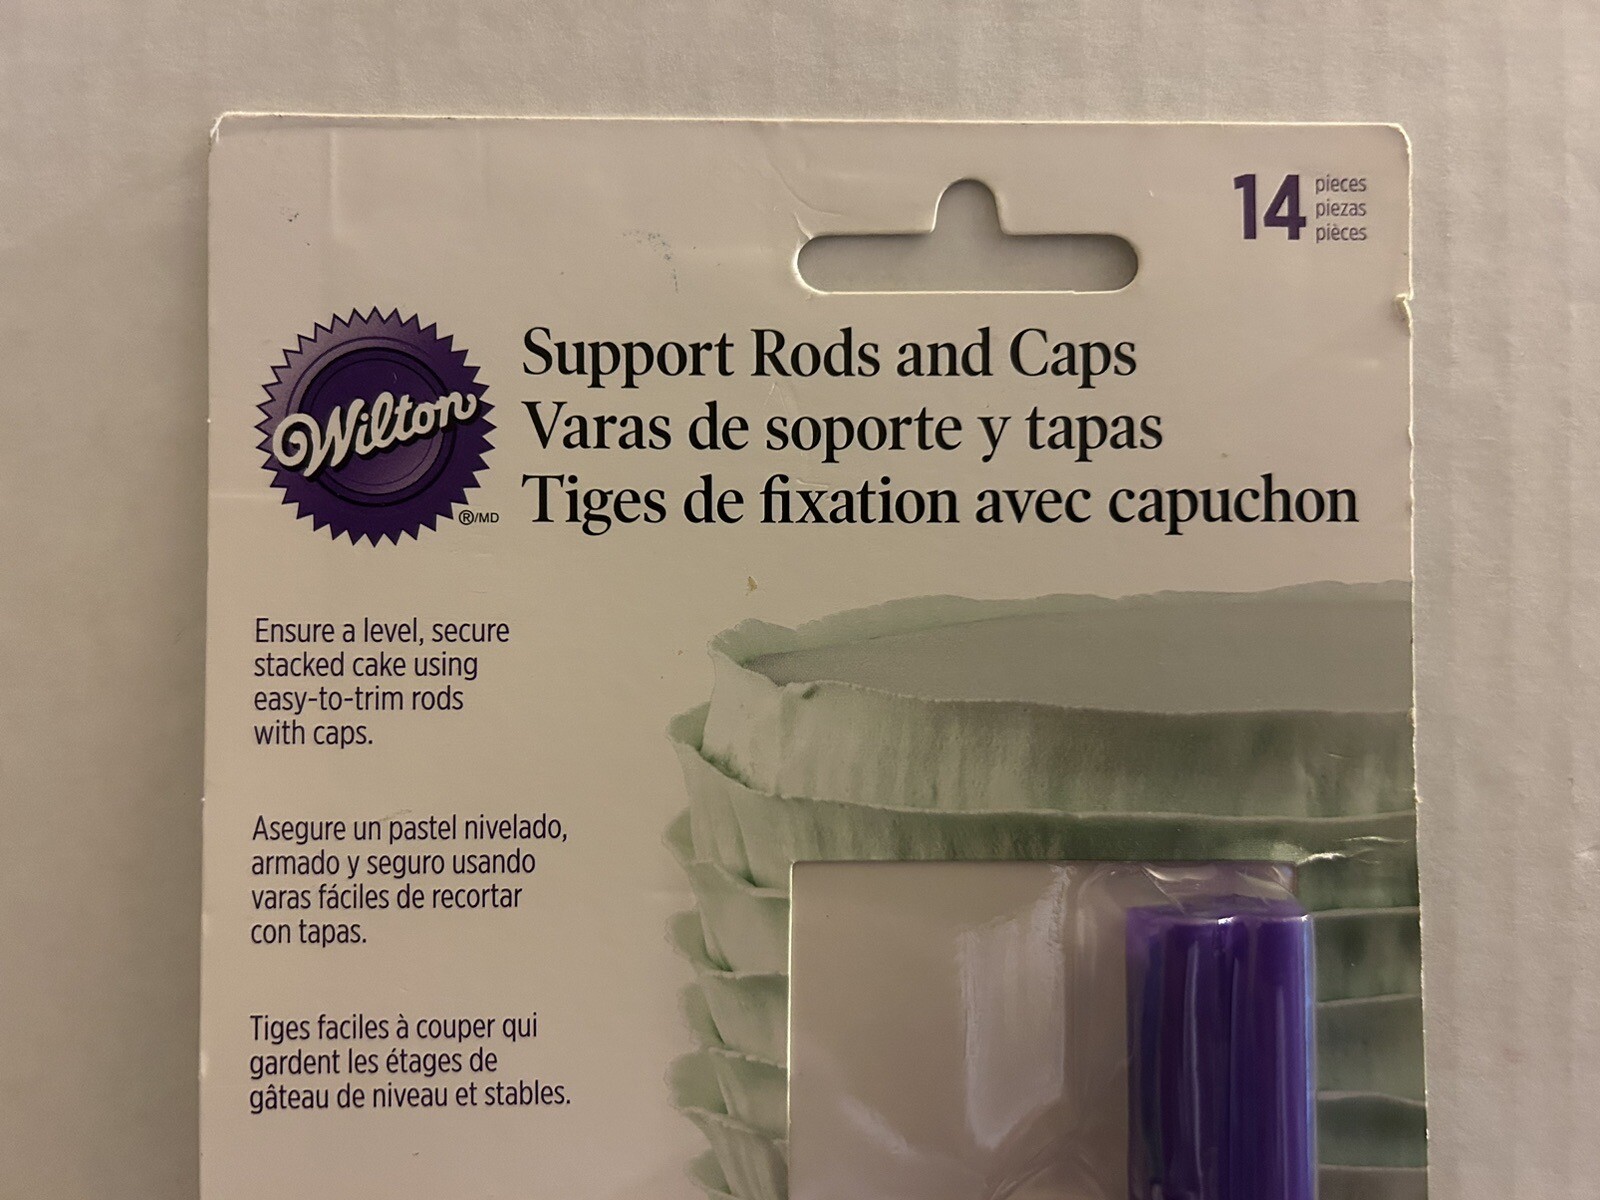 14 pieces
piezas
pièces
Wilton
®/MD
Support Rods and Caps
Varas de soporte y tapas
Tiges de fixation avec capuchon
Ensure a level, secure
stacked cake using
easy-to-trim rods
with caps.
Asegure un pastel nivelado,
armado y seguro usando
varas fáciles de recortar
con tapas.
Tiges faciles à couper qui
gardent les étages de
gâteau de niveau et stables.